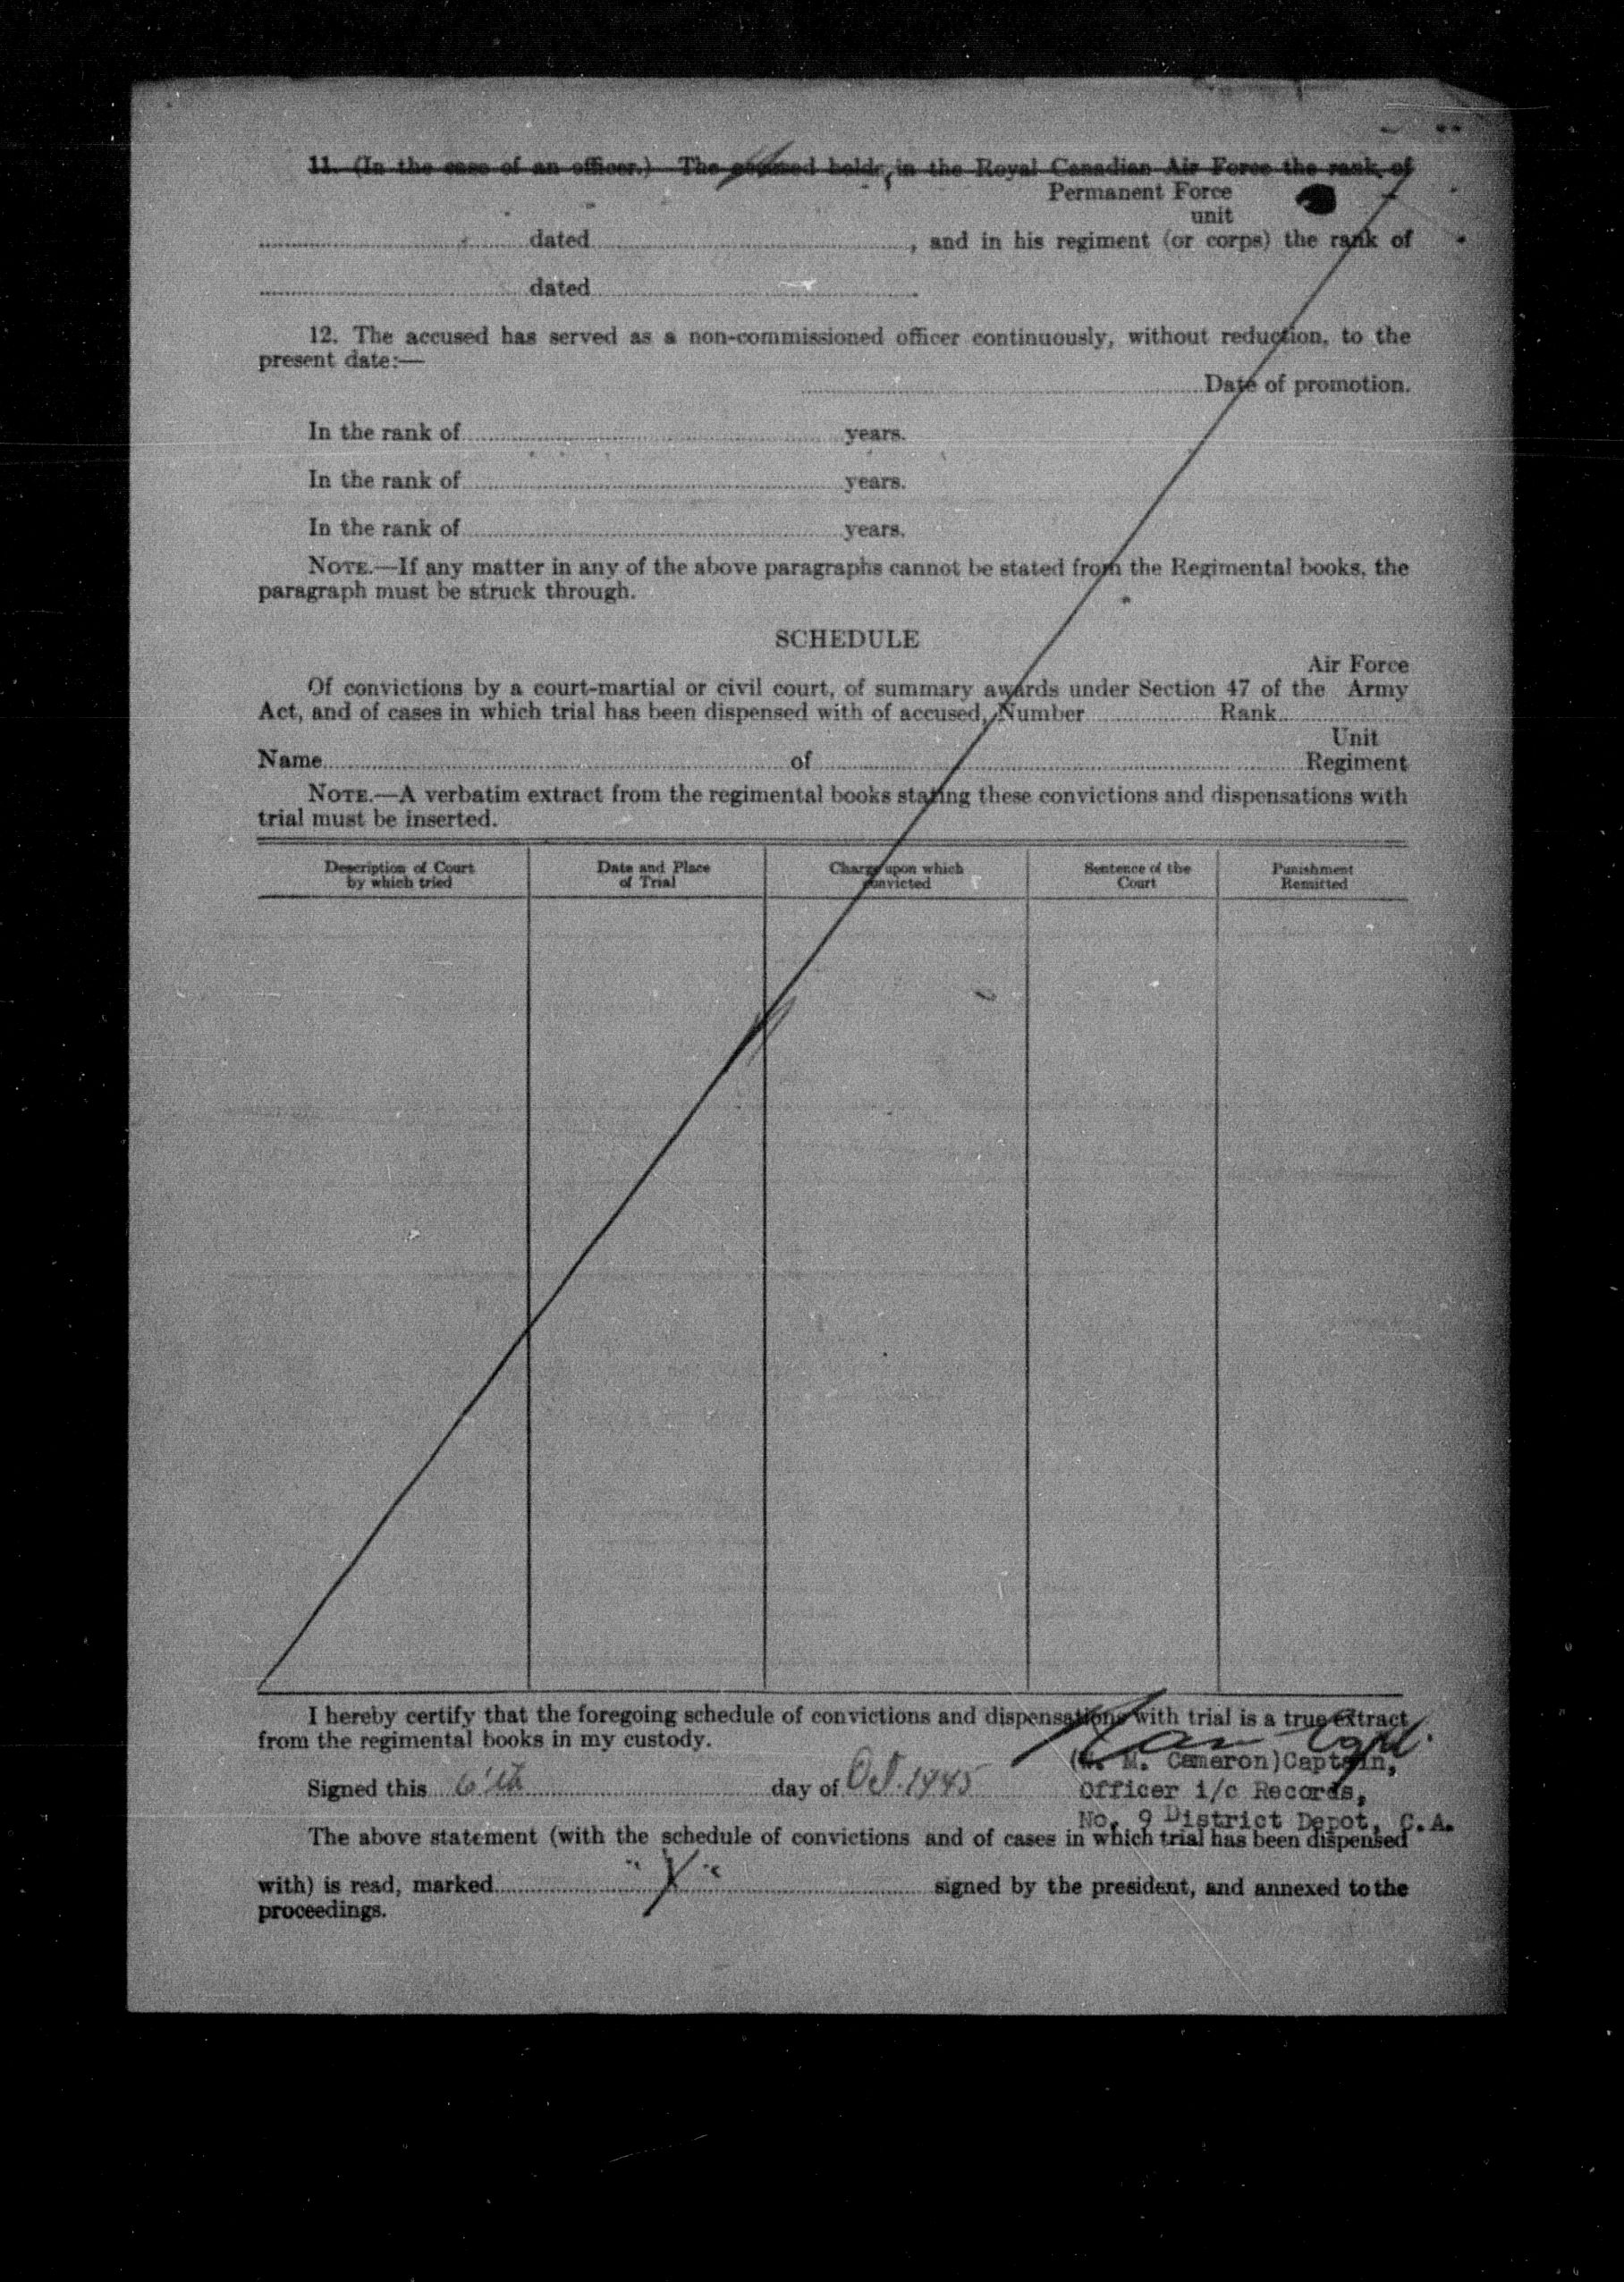 11. (In the case of an officer.) The accused holds, in the Royal Canadian Air Force the rank of
Permanent Force
unit
dated, and in his regiment (or corps) the rank of
dated.
12. The accused has served as a non-commissioned officer continuously, without reduction, to the
present date:—
Date of promotion.
In the rank of years.
In the rank of years.
In the rank of years.
NOTE.—If any matter in any of the above paragraphs cannot be stated from the Regimental books, the
paragraph must be struck through.
SCHEDULE
Air Force
Of convictions by a court-martial or civil court, of summary awards under Section 47 of the Army
Act, and of cases in which trial has been dispensed with of accused, Number Rank
Unit
Name of Regiment
NOTE.—A verbatim extract from the regimental books stating these convictions and dispensations with
trial must be inserted.
Description of Court
by which tried
Date and Place
of Trial
Charge upon which
convicted
Sentence of the
Court
Punishment
Remitted
I hereby certify that the foregoing schedule of convictions and dispensations with trial is a true extract
from the regimental books in my custody.
M. Cameron) Captain,
Signed this 6'th day of Oct. 1945
Officer i/c Records,
No. 9 District Depot, C.A.
The above statement (with the schedule of convictions and of cases in which trial has been dispensed
with) is read, marked "X" signed by the president, and annexed to the
proceedings.